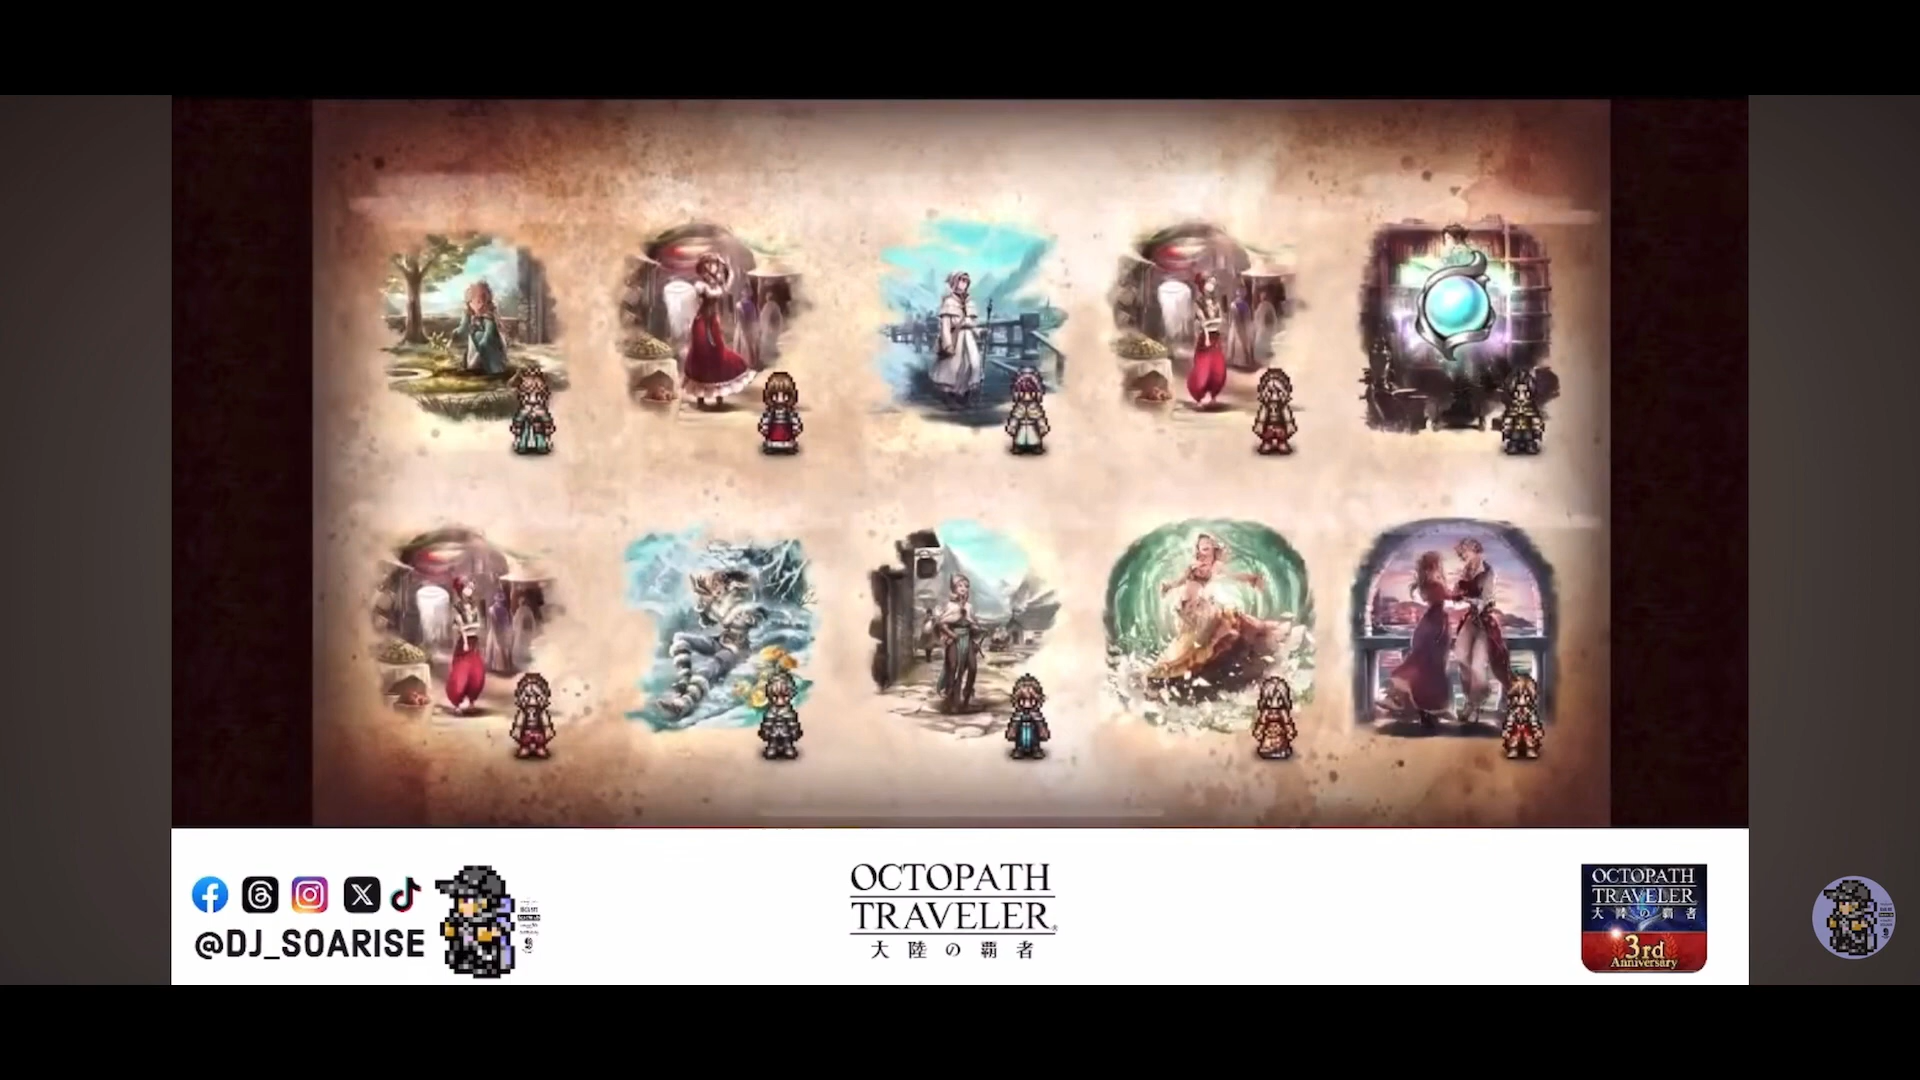 @DJ_SOARISE
OCTOPATH
TRAVELER
大陸の覇者
OCTOPATH
TRAVELER
大陸の覇者
3rd
Anniversary